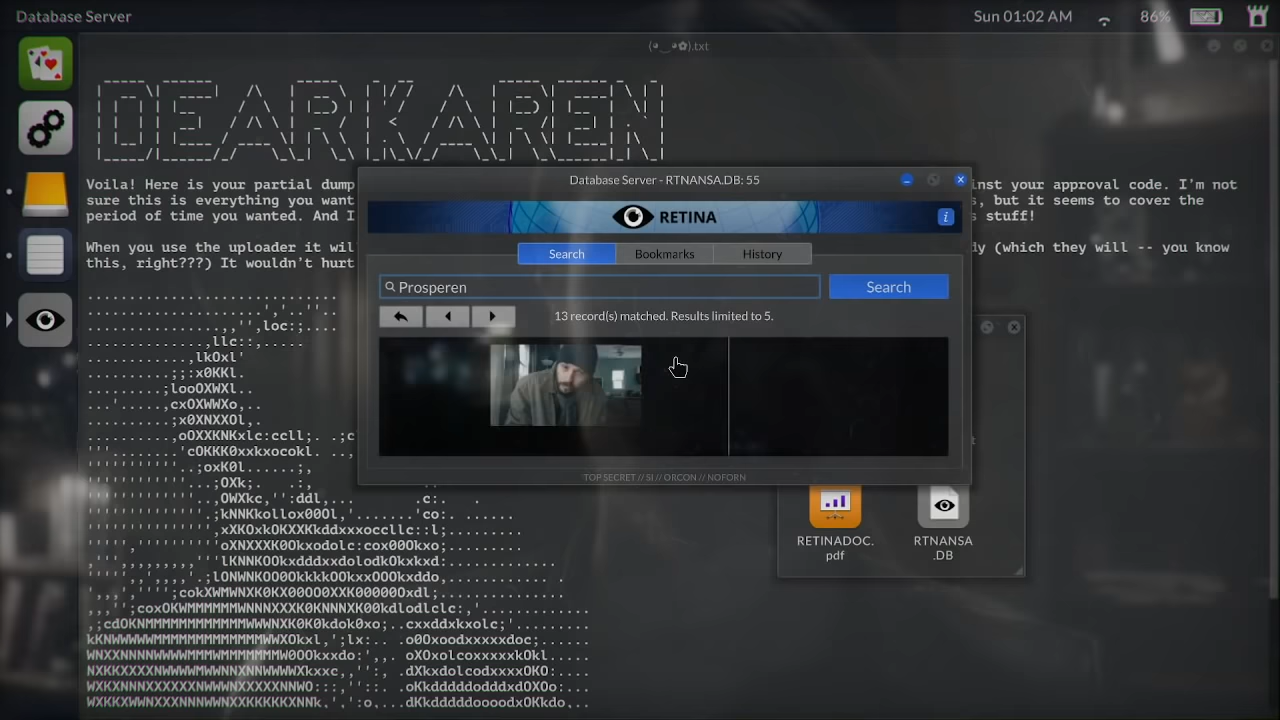 Database Server
Sun 01:02 AM
86%
(◕‿◕✿).txt
DEARKAREN
Database Server - RTNANSA.DB: 55
Voila! Here is your partial dump
inst your approval code. I'm not
sure this is everything you want
s, but it seems to cover the
period of time you wanted. And I
s stuff!
RETINA
i
When you use the uploader it wil
dy (which they will -- you know
this, right???) It wouldn't hurt
Search
Bookmarks
History
Prosperen
Search
13 record(s) matched. Results limited to 5.
TOP SECRET // SI // ORCON // NOFORN
RETINADOC.
pdf
RTNANSA
.DB